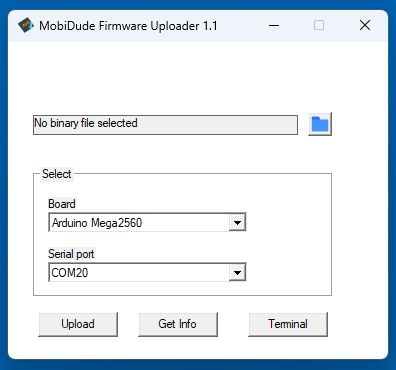 MobiDude Firmware Uploader 1.1
No binary file selected
Select
Board
Arduino Mega2560
Serial port
COM20
Upload
Get Info
Terminal